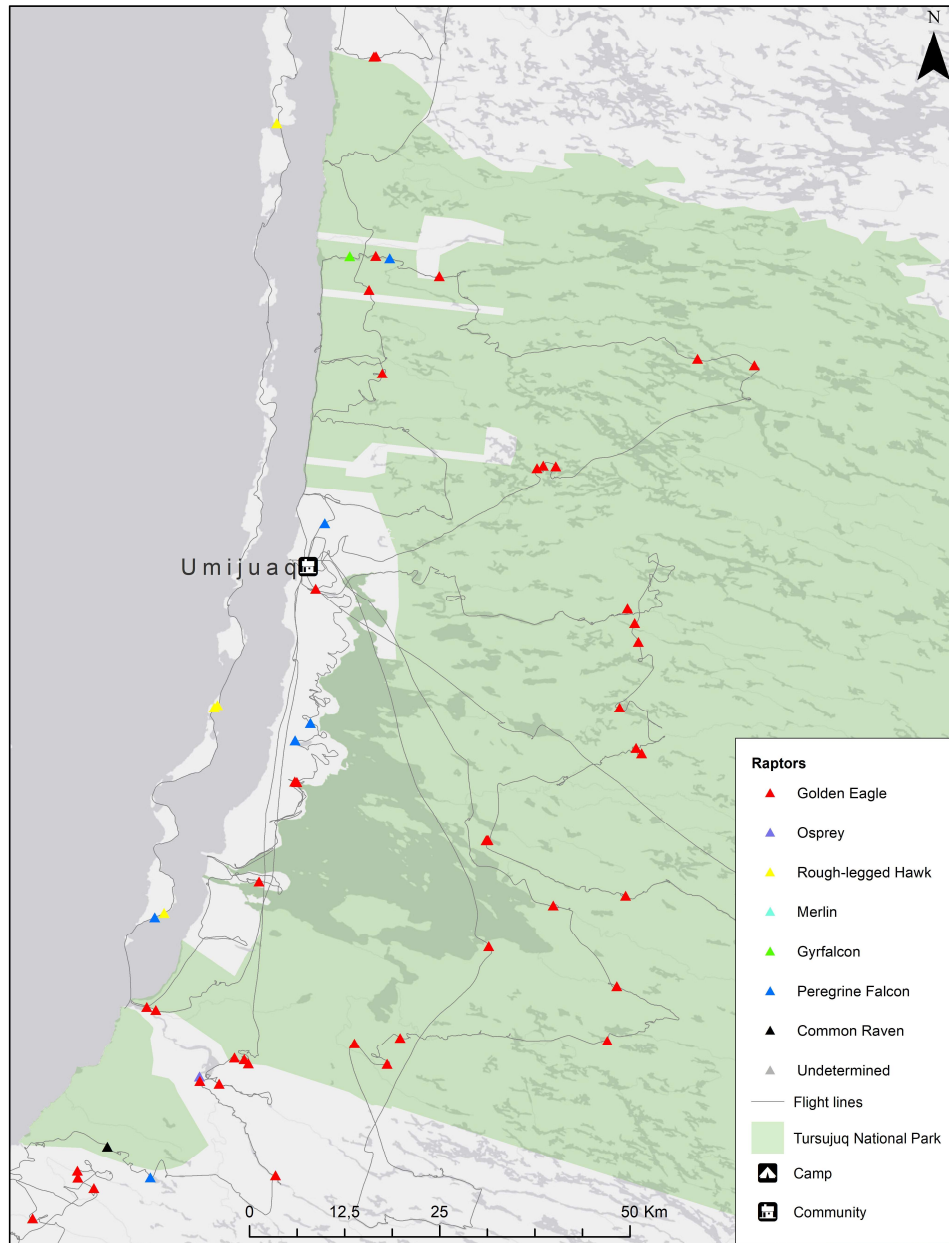 N
Umijuaq
Raptors
Golden Eagle
Osprey
Rough-legged Hawk
Merlin
Gyrfalcon
Peregrine Falcon
Common Raven
Undetermined
Flight lines
Tursujuq National Park
Camp
Community
0 12,5 25 50 Km